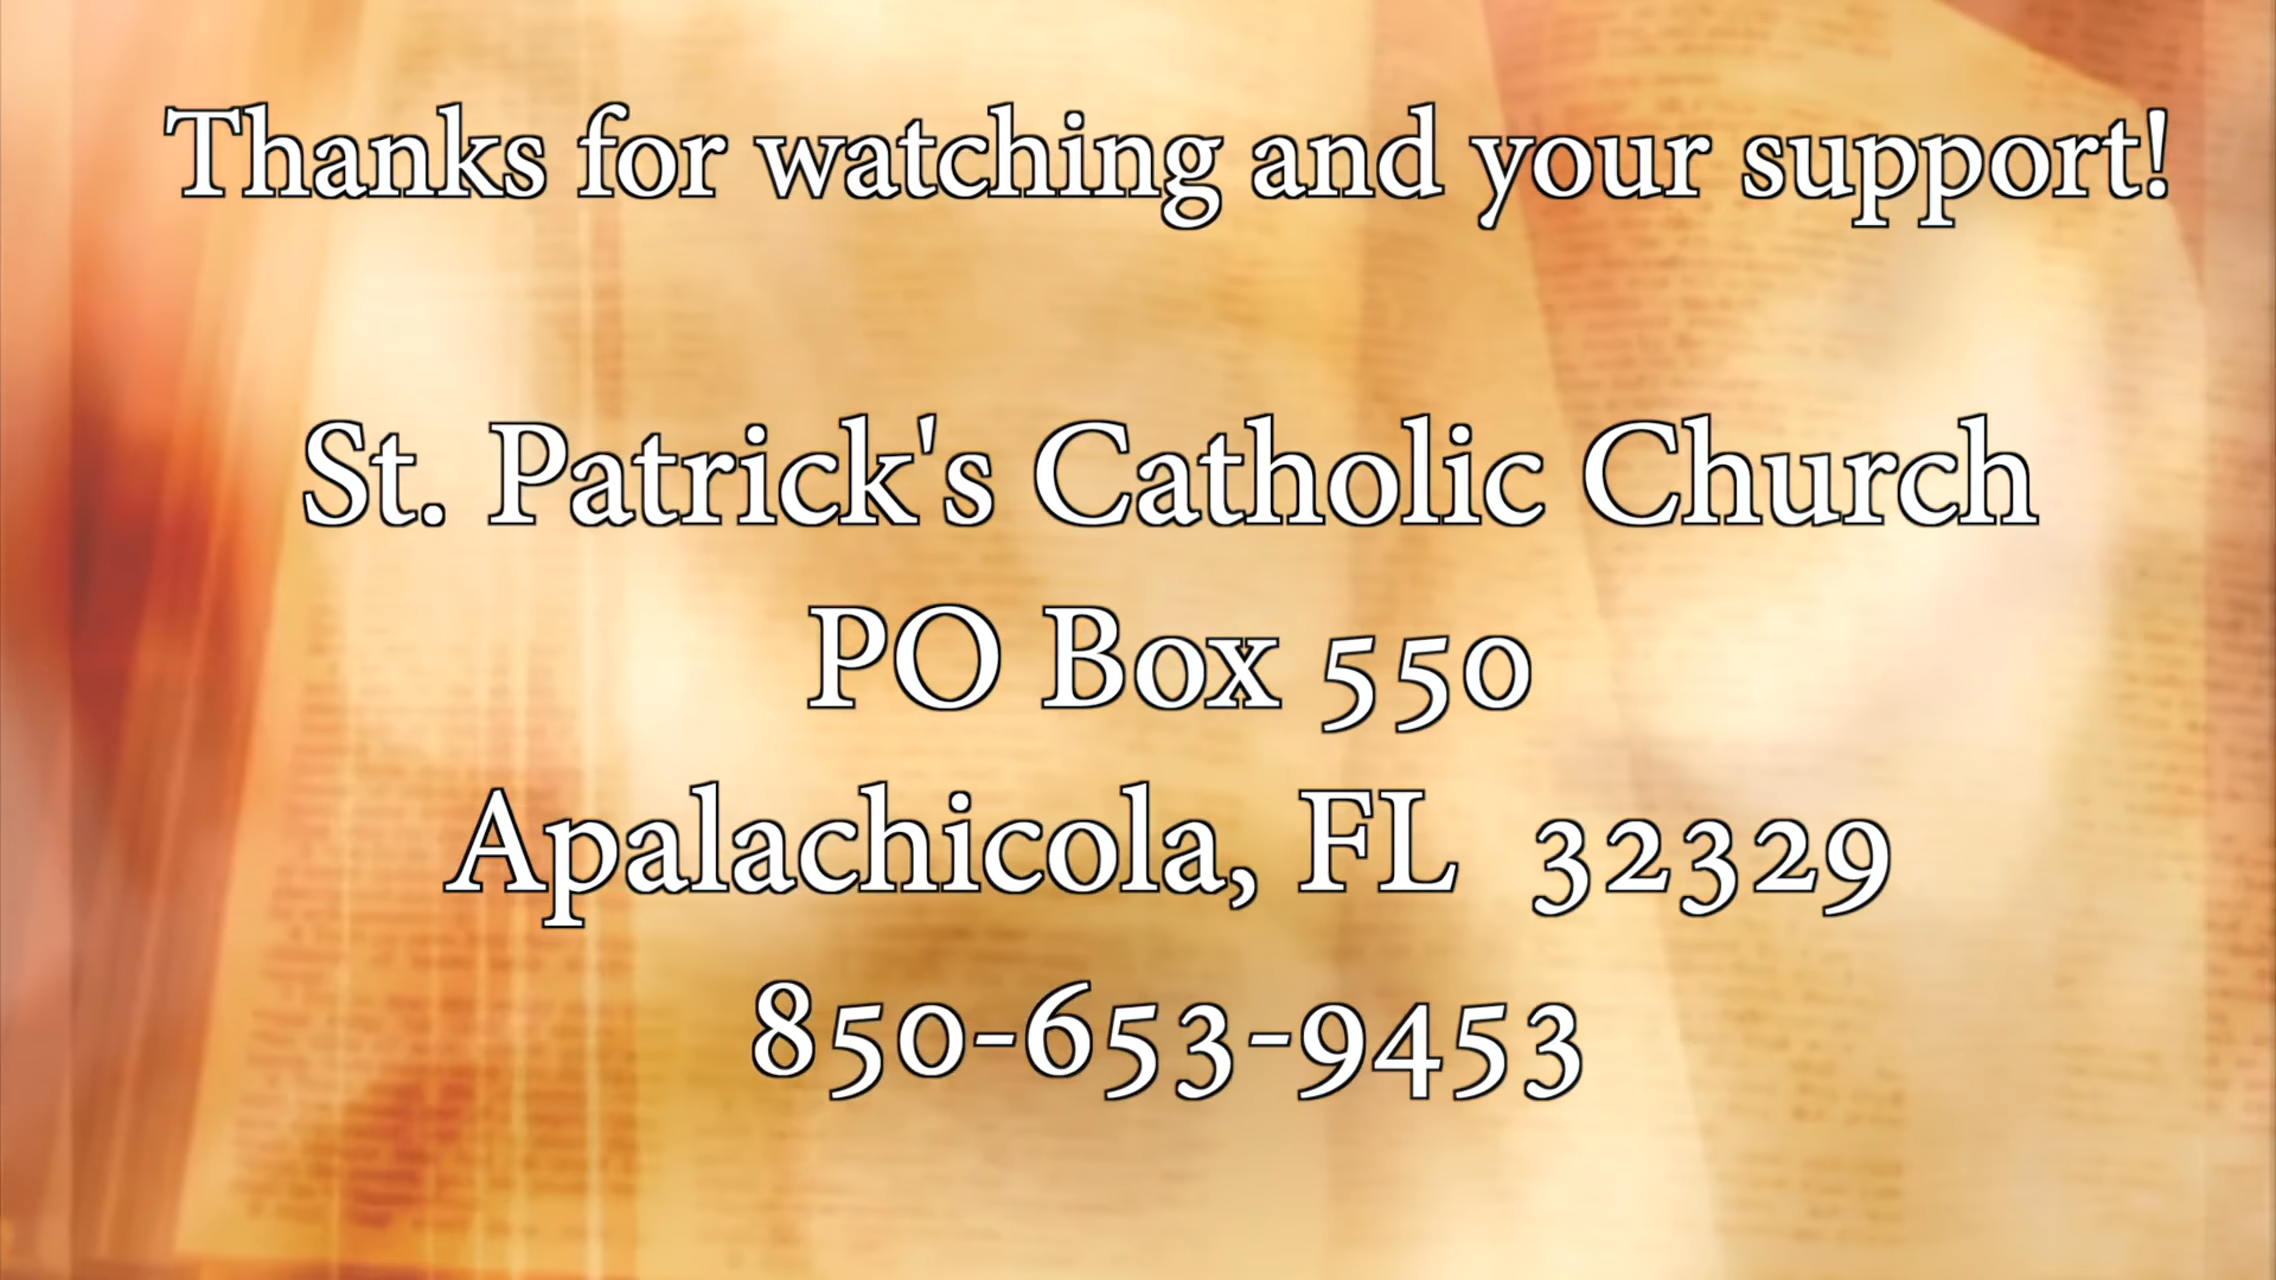 Thanks for watching and your support!
St. Patrick's Catholic Church
PO Box 550
Apalachicola, FL  32329
850-653-9453